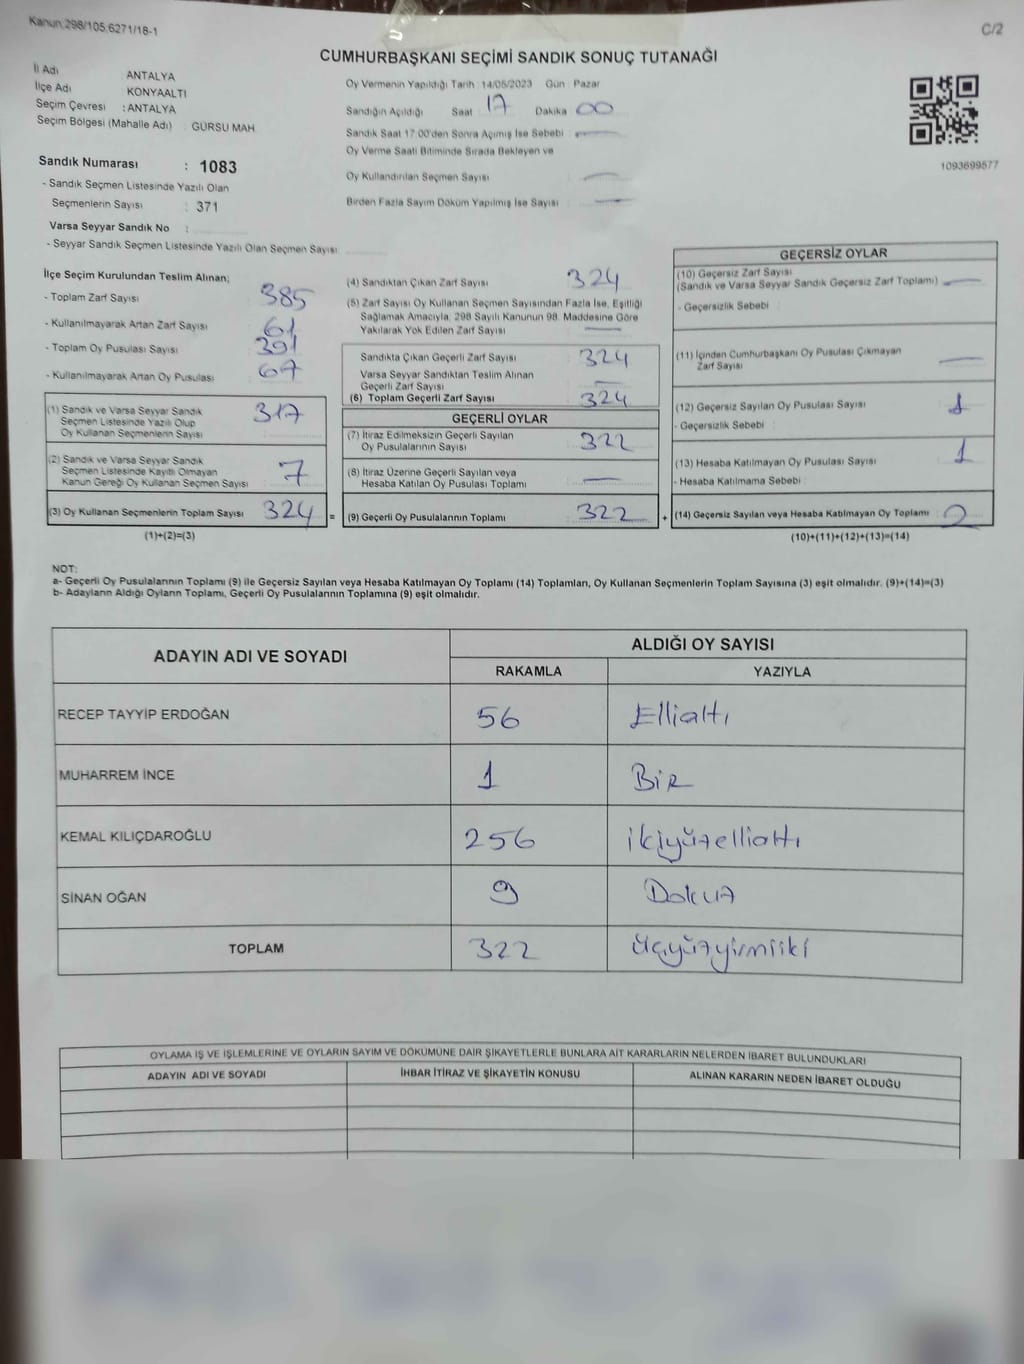 Kanun:298/105:6271/18-1
C/2
CUMHURBAŞKANI SEÇİMİ SANDIK SONUÇ TUTANAĞI
İl Adı : ANTALYA
İlçe Adı : KONYAALTI
Seçim Çevresi : ANTALYA
Seçim Bölgesi (Mahalle Adı) : GÜRSU MAH
Sandık Numarası : 1083
- Sandık Seçmen Listesinde Yazılı Olan
Seçmenlerin Sayısı : 371
Varsa Seyyar Sandık No :
- Seyyar Sandık Seçmen Listesinde Yazılı Olan Seçmen Sayısı:
Oy Vermenin Yapıldığı Tarih : 14/05/2023 Gün : Pazar
Sandığın Açıldığı Saat 17 Dakika 00
Sandık Saat 17:00'den Sonra Açımış İse Sebebi : —
Oy Verme Saati Bitiminde Sırada Bekleyen ve
Oy Kullandırılan Seçmen Sayısı : —
Birden Fazla Sayım Döküm Yapılmış İse Sayısı : —
1093699577
İlçe Seçim Kurulundan Teslim Alınan;
- Toplam Zarf Sayısı : 385
- Kullanılmayarak Artan Zarf Sayısı : 61
- Toplam Oy Pusulası Sayısı : 391
- Kullanılmayarak Artan Oy Pusulası : 67
(1) Sandık ve Varsa Seyyar Sandık
Seçmen Listesinde Yazılı Olup
Oy Kullanan Seçmenlerin Sayısı : 317
(2) Sandık ve Varsa Seyyar Sandık
Seçmen Listesinde Kayıtlı Olmayan
Kanun Gereği Oy Kullanan Seçmen Sayısı : 7
(3) Oy Kullanan Seçmenlerin Toplam Sayısı : 324 =
(1)+(2)=(3)
(4) Sandıktan Çıkan Zarf Sayısı : 324
(5) Zarf Sayısı Oy Kullanan Seçmen Sayısından Fazla İse, Eşitliği
Sağlamak Amacıyla, 298 Sayılı Kanunun 98. Maddesine Göre
Yakılarak Yok Edilen Zarf Sayısı : —
Sandıkta Çıkan Geçerli Zarf Sayısı : 324
Varsa Seyyar Sandıktan Teslim Alınan
Geçerli Zarf Sayısı : —
(6) Toplam Geçerli Zarf Sayısı : 324
GEÇERLİ OYLAR
(7) İtiraz Edilmeksizin Geçerli Sayılan
Oy Pusulalarının Sayısı : 322
(8) İtiraz Üzerine Geçerli Sayılan veya
Hesaba Katılan Oy Pusulası Toplamı : —
(9) Geçerli Oy Pusulalarının Toplamı : 322 +
GEÇERSİZ OYLAR
(10) Geçersiz Zarf Sayısı
(Sandık ve Varsa Seyyar Sandık Geçersiz Zarf Toplamı) : —
- Geçersizlik Sebebi :
(11) İçinden Cumhurbaşkanı Oy Pusulası Çıkmayan
Zarf Sayısı : —
(12) Geçersiz Sayılan Oy Pusulası Sayısı : 1
- Geçersizlik Sebebi :
(13) Hesaba Katılmayan Oy Pusulası Sayısı : 1
- Hesaba Katılmama Sebebi :
(14) Geçersiz Sayılan veya Hesaba Katılmayan Oy Toplamı : 2
(10)+(11)+(12)+(13)=(14)
NOT:
a- Geçerli Oy Pusulalarının Toplamı (9) ile Geçersiz Sayılan veya Hesaba Katılmayan Oy Toplamı (14) Toplamları, Oy Kullanan Seçmenlerin Toplam Sayısına (3) eşit olmalıdır. (9)+(14)=(3)
b- Adayların Aldığı Oyların Toplamı, Geçerli Oy Pusulalarının Toplamına (9) eşit olmalıdır.
ADAYIN ADI VE SOYADI
ALDIĞI OY SAYISI
RAKAMLA YAZIYLA
RECEP TAYYİP ERDOĞAN 56 Ellialtı
MUHARREM İNCE 1 Bir
KEMAL KILIÇDAROĞLU 256 ikiyüzellialtı
SİNAN OĞAN 9 Dokuz
TOPLAM 322 üçyüzyirmiiki
OYLAMA İŞ VE İŞLEMLERİNE VE OYLARIN SAYIM VE DÖKÜMÜNE DAİR ŞİKAYETLERLE BUNLARA AİT KARARLARIN NELERDEN İBARET BULUNDUKLARI
ADAYIN ADI VE SOYADI İHBAR İTİRAZ VE ŞİKAYETİN KONUSU ALINAN KARARIN NEDEN İBARET OLDUĞU